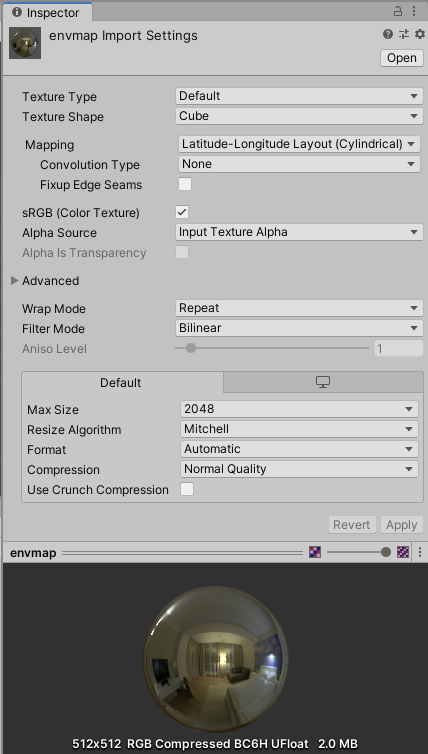 Inspector
envmap Import Settings
Open
Texture Type Default
Texture Shape Cube
Mapping Latitude-Longitude Layout (Cylindrical)
Convolution Type None
Fixup Edge Seams
sRGB (Color Texture)
Alpha Source Input Texture Alpha
Alpha Is Transparency
Advanced
Wrap Mode Repeat
Filter Mode Bilinear
Aniso Level 1
Default
Max Size 2048
Resize Algorithm Mitchell
Format Automatic
Compression Normal Quality
Use Crunch Compression
Revert Apply
envmap
512x512 RGB Compressed BC6H UFloat 2.0 MB